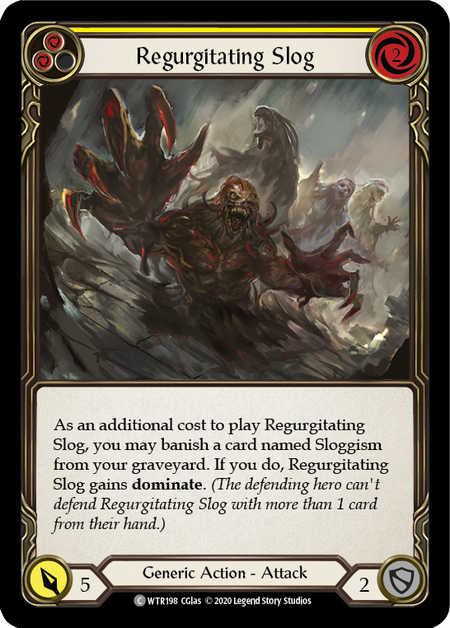 Regurgitating Slog
2
As an additional cost to play Regurgitating
Slog, you may banish a card named Sloggism
from your graveyard. If you do, Regurgitating
Slog gains dominate. (The defending hero can't
defend Regurgitating Slog with more than 1 card
from their hand.)
5
Generic Action - Attack
2
C WTR198 CGlas © 2020 Legend Story Studios